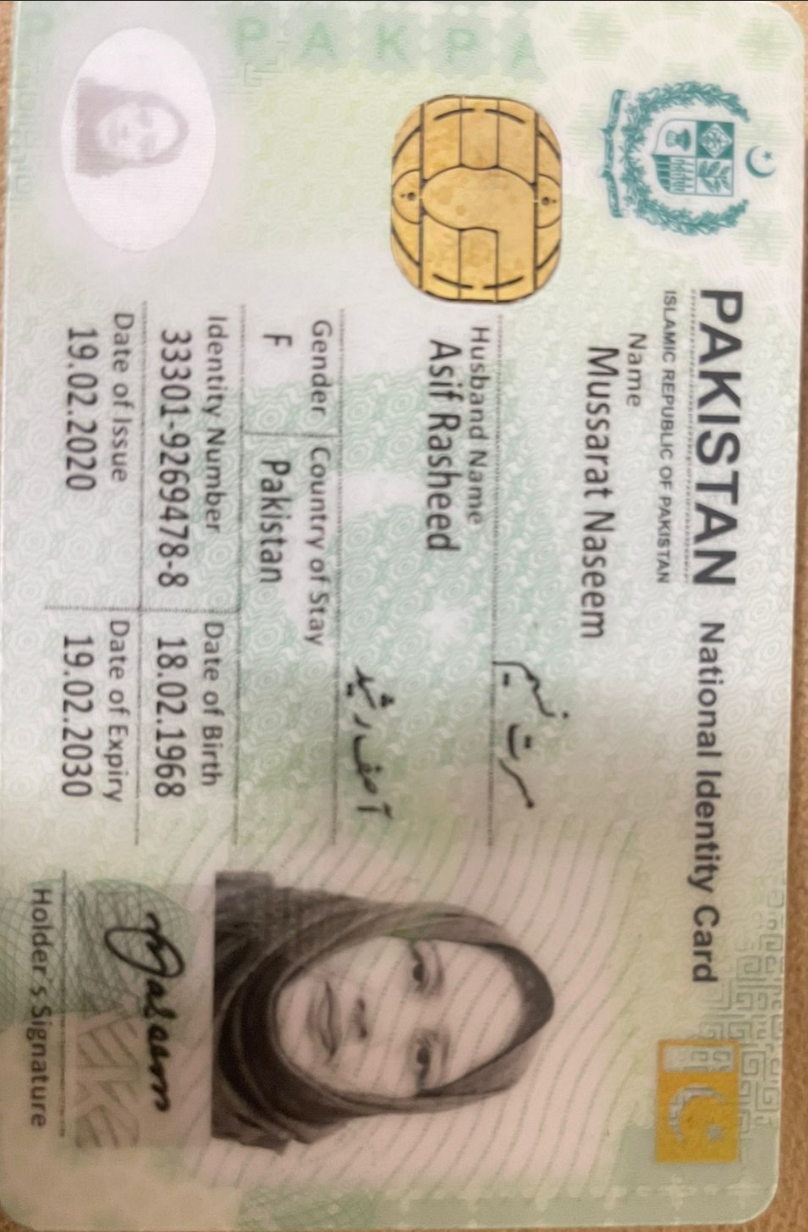 PAKISTAN National Identity Card
ISLAMIC REPUBLIC OF PAKISTAN
Name
Mussarat Naseem
مسرت نسیم
Husband Name
Asif Rasheed
آصف رشید
Gender Country of Stay
F Pakistan
Identity Number Date of Birth
33301-9269478-8 18.02.1968
Date of Issue Date of Expiry
19.02.2020 19.02.2030
Naseem
Holder's Signature
PAKPA